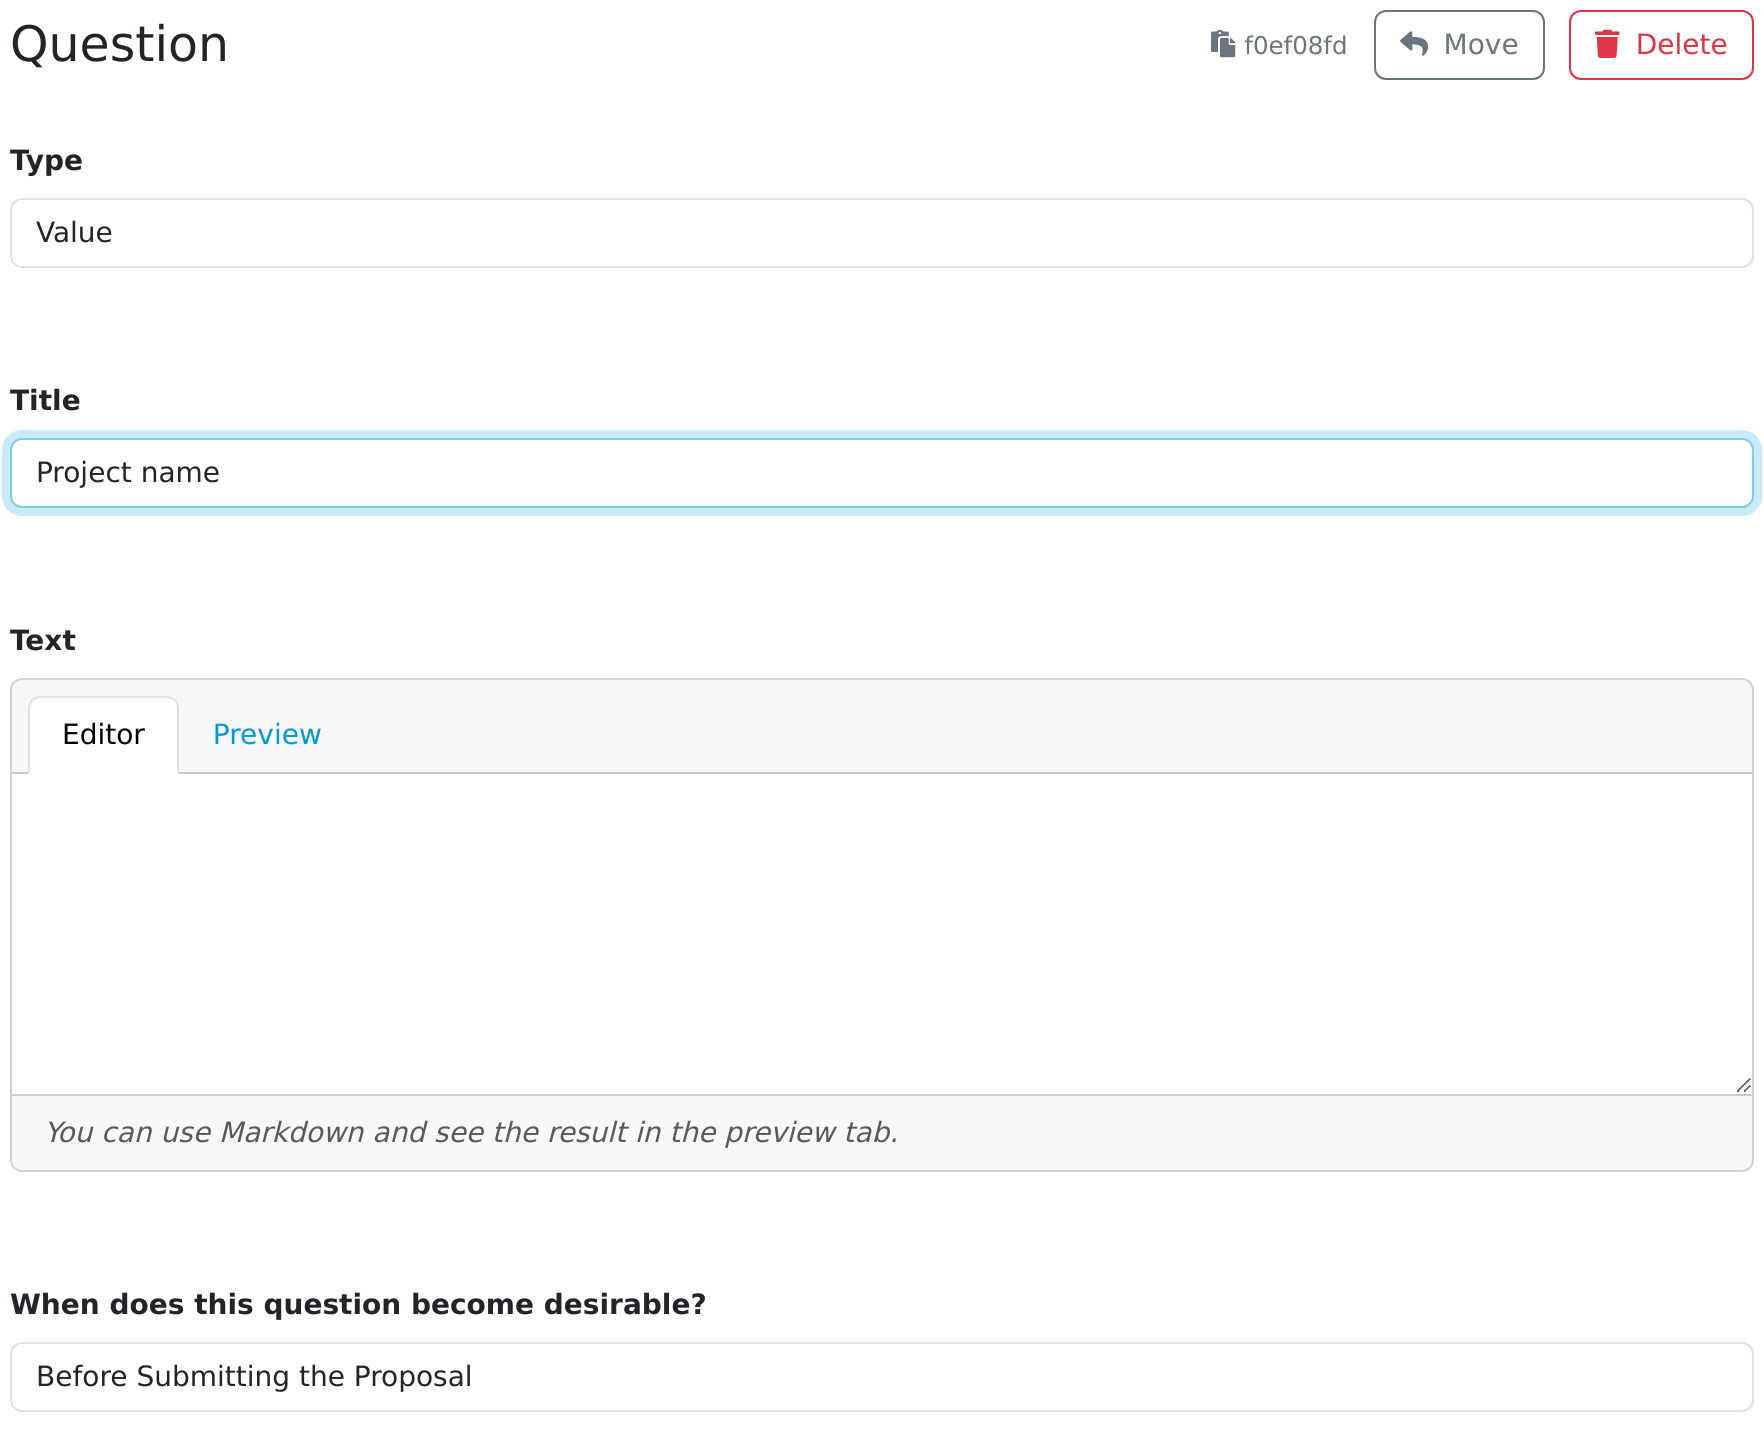 Question
f0ef08fd Move Delete
Type
Value
Title
Project name
Text
Editor Preview
You can use Markdown and see the result in the preview tab.
When does this question become desirable?
Before Submitting the Proposal